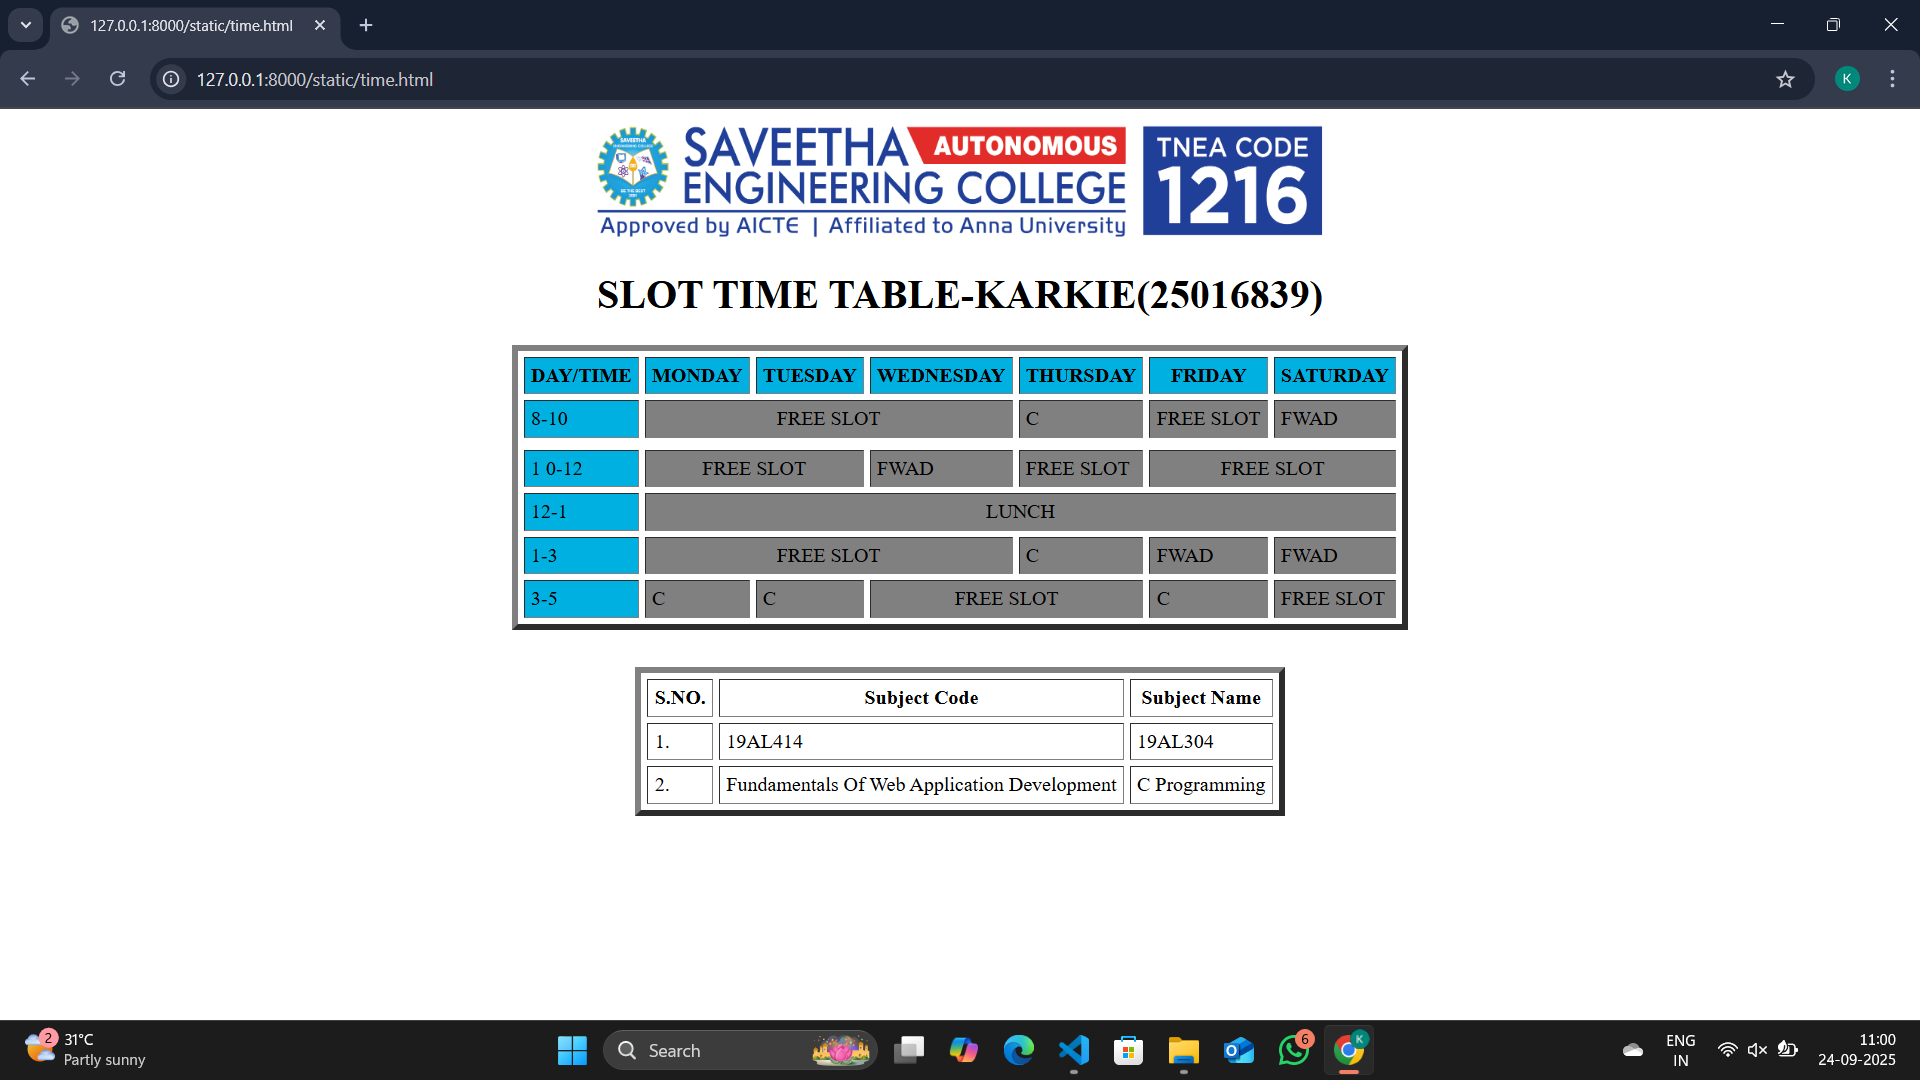 127.0.0.1:8000/static/time.html
127.0.0.1:8000/static/time.html
K
SAVEETHA AUTONOMOUS
ENGINEERING COLLEGE
Approved by AICTE | Affiliated to Anna University
TNEA CODE
1216
SLOT TIME TABLE-KARKIE(25016839)
DAY/TIME MONDAY TUESDAY WEDNESDAY THURSDAY FRIDAY SATURDAY
8-10 FREE SLOT C FREE SLOT FWAD
1 0-12 FREE SLOT FWAD FREE SLOT FREE SLOT
12-1 LUNCH
1-3 FREE SLOT C FWAD FWAD
3-5 C C FREE SLOT C FREE SLOT
S.NO. Subject Code Subject Name
1. 19AL414 19AL304
2. Fundamentals Of Web Application Development C Programming
2
31°C
Partly sunny
Search
6
K
ENG
IN
11:00
24-09-2025